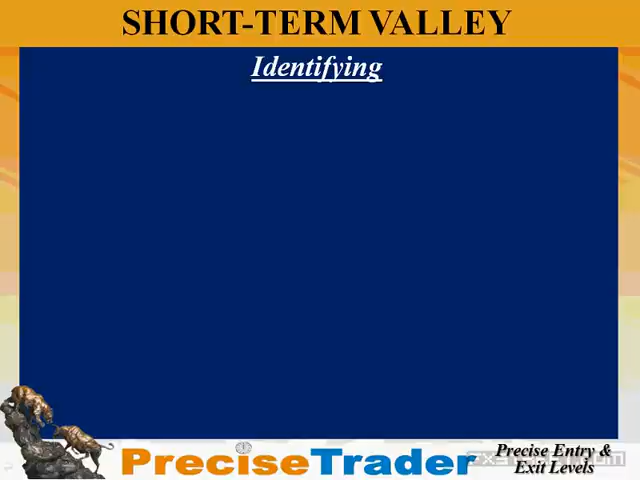 SHORT-TERM VALLEY
Identifying
PreciseTrader
Precise Entry &
Exit Levels